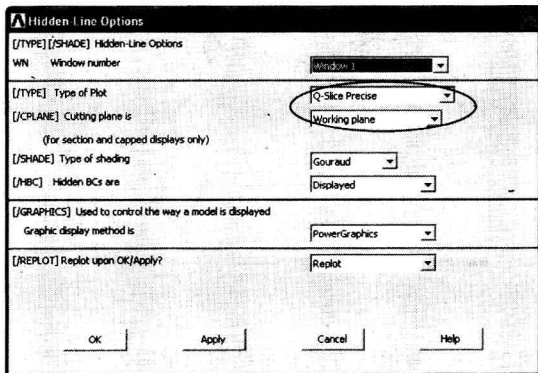 Hidden-Line Options
[/TYPE] [/SHADE] Hidden-Line Options
WN Window number Window 1
[/TYPE] Type of Plot Q-Slice Precise
[/CPLANE] Cutting plane is Working plane
(for section and capped displays only)
[/SHADE] Type of shading Gouraud
[/HBC] Hidden BCs are Displayed
[/GRAPHICS] Used to control the way a model is displayed
Graphic display method is PowerGraphics
[/REPLOT] Replot upon OK/Apply? Replot
OK Apply Cancel Help